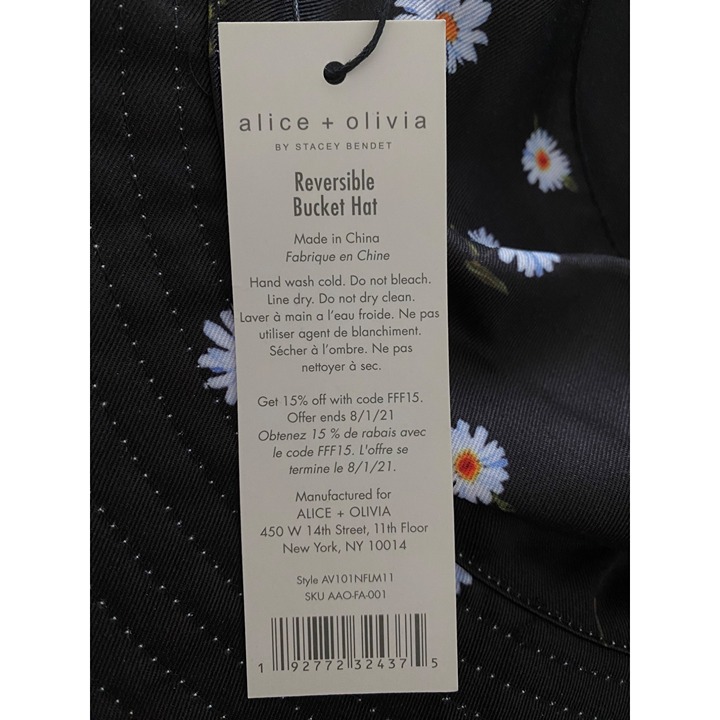 alice + olivia
BY STACEY BENDET
Reversible
Bucket Hat
Made in China
Fabrique en Chine
Hand wash cold. Do not bleach.
Line dry. Do not dry clean.
Laver à main a l’eau froide. Ne pas
utiliser agent de blanchiment.
Sécher à l’ombre. Ne pas
nettoyer à sec.
Get 15% off with code FFF15.
Offer ends 8/1/21
Obtenez 15 % de rabais avec
le code FFF15. L'offre se
termine le 8/1/21.
Manufactured for
ALICE + OLIVIA
450 W 14th Street, 11th Floor
New York, NY 10014
Style AV101NFLM11
SKU AAO-FA-001
1 92772 32437 5